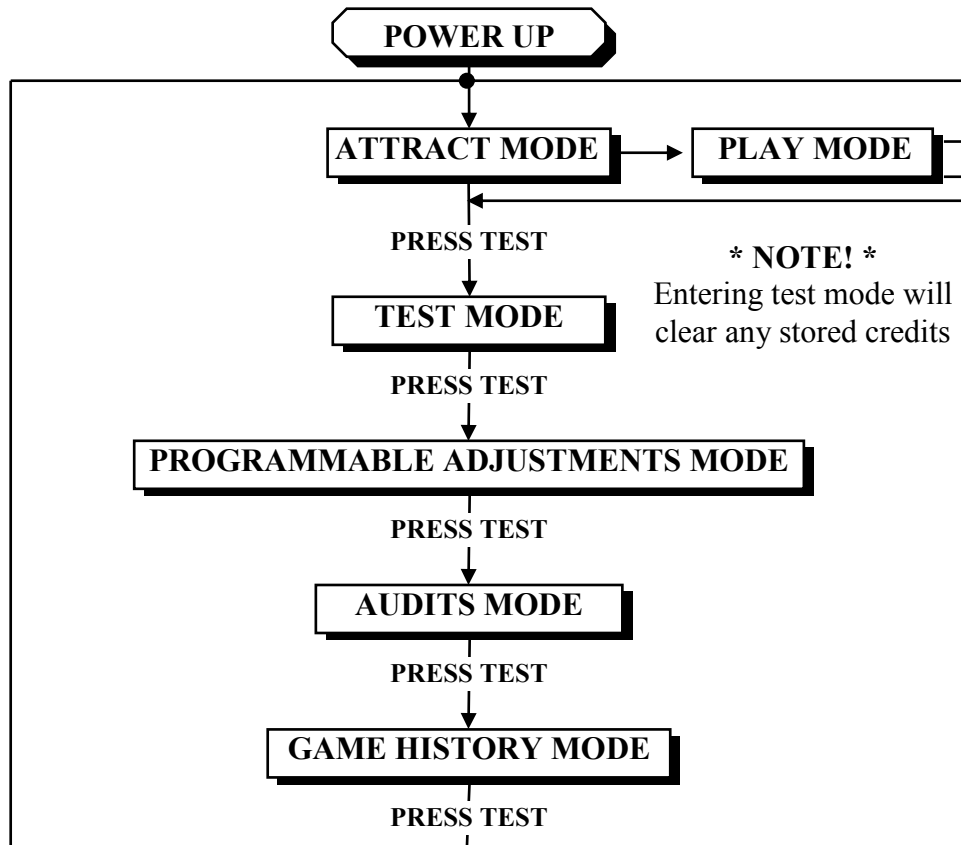 POWER UP
ATTRACT MODE
PLAY MODE
PRESS TEST
* NOTE! *
Entering test mode will
clear any stored credits
TEST MODE
PRESS TEST
PROGRAMMABLE ADJUSTMENTS MODE
PRESS TEST
AUDITS MODE
PRESS TEST
GAME HISTORY MODE
PRESS TEST